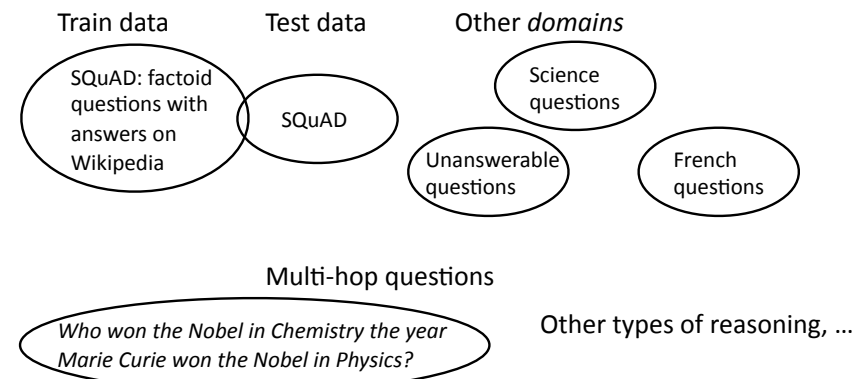 Train data
Test data
Other domains
SQuAD: factoid
questions with
answers on
Wikipedia
SQuAD
Science
questions
Unanswerable
questions
French
questions
Multi-hop questions
Who won the Nobel in Chemistry the year
Marie Curie won the Nobel in Physics?
Other types of reasoning, …